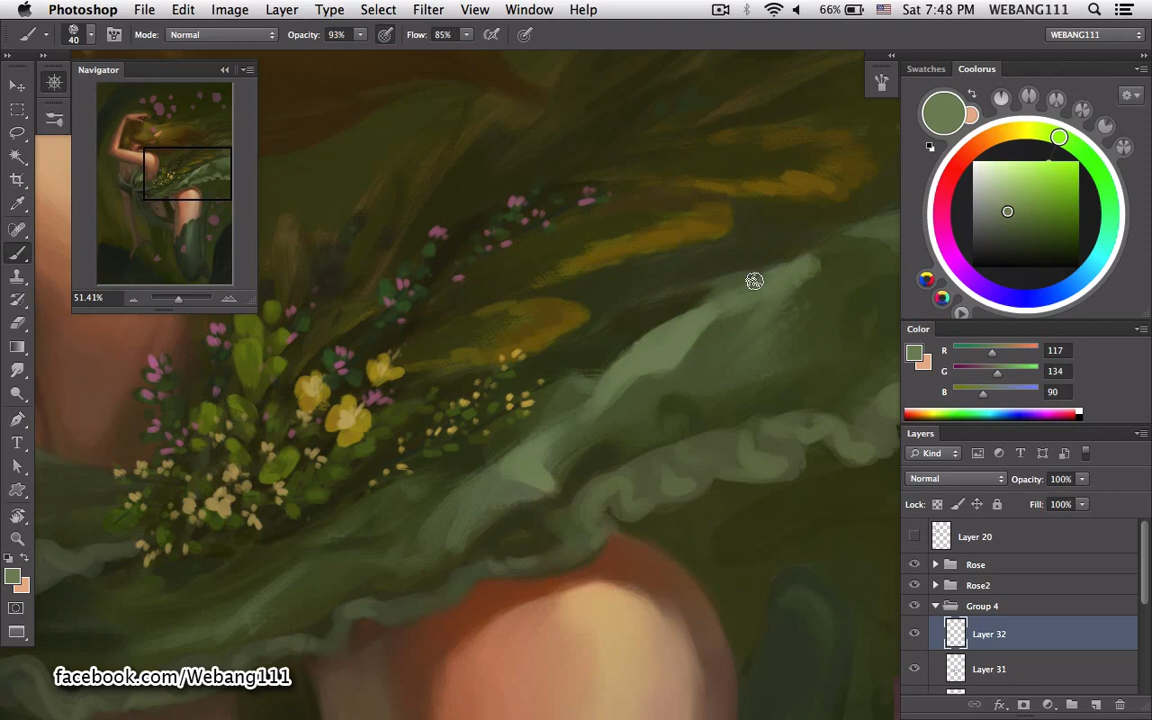 Photoshop File Edit Image Layer Type Select Filter View Window Help 66% Sat 7:48 PM WEBANG111
40 Mode: Normal Opacity: 93% Flow: 85% WEBANG111
Navigator
51.41%
Swatches Coolorus
Color
R 117
G 134
B 90
Layers
Kind
Normal Opacity: 100%
Lock: Fill: 100%
Layer 20
Rose
Rose2
Group 4
Layer 32
Layer 31
facebook.com/Webang111